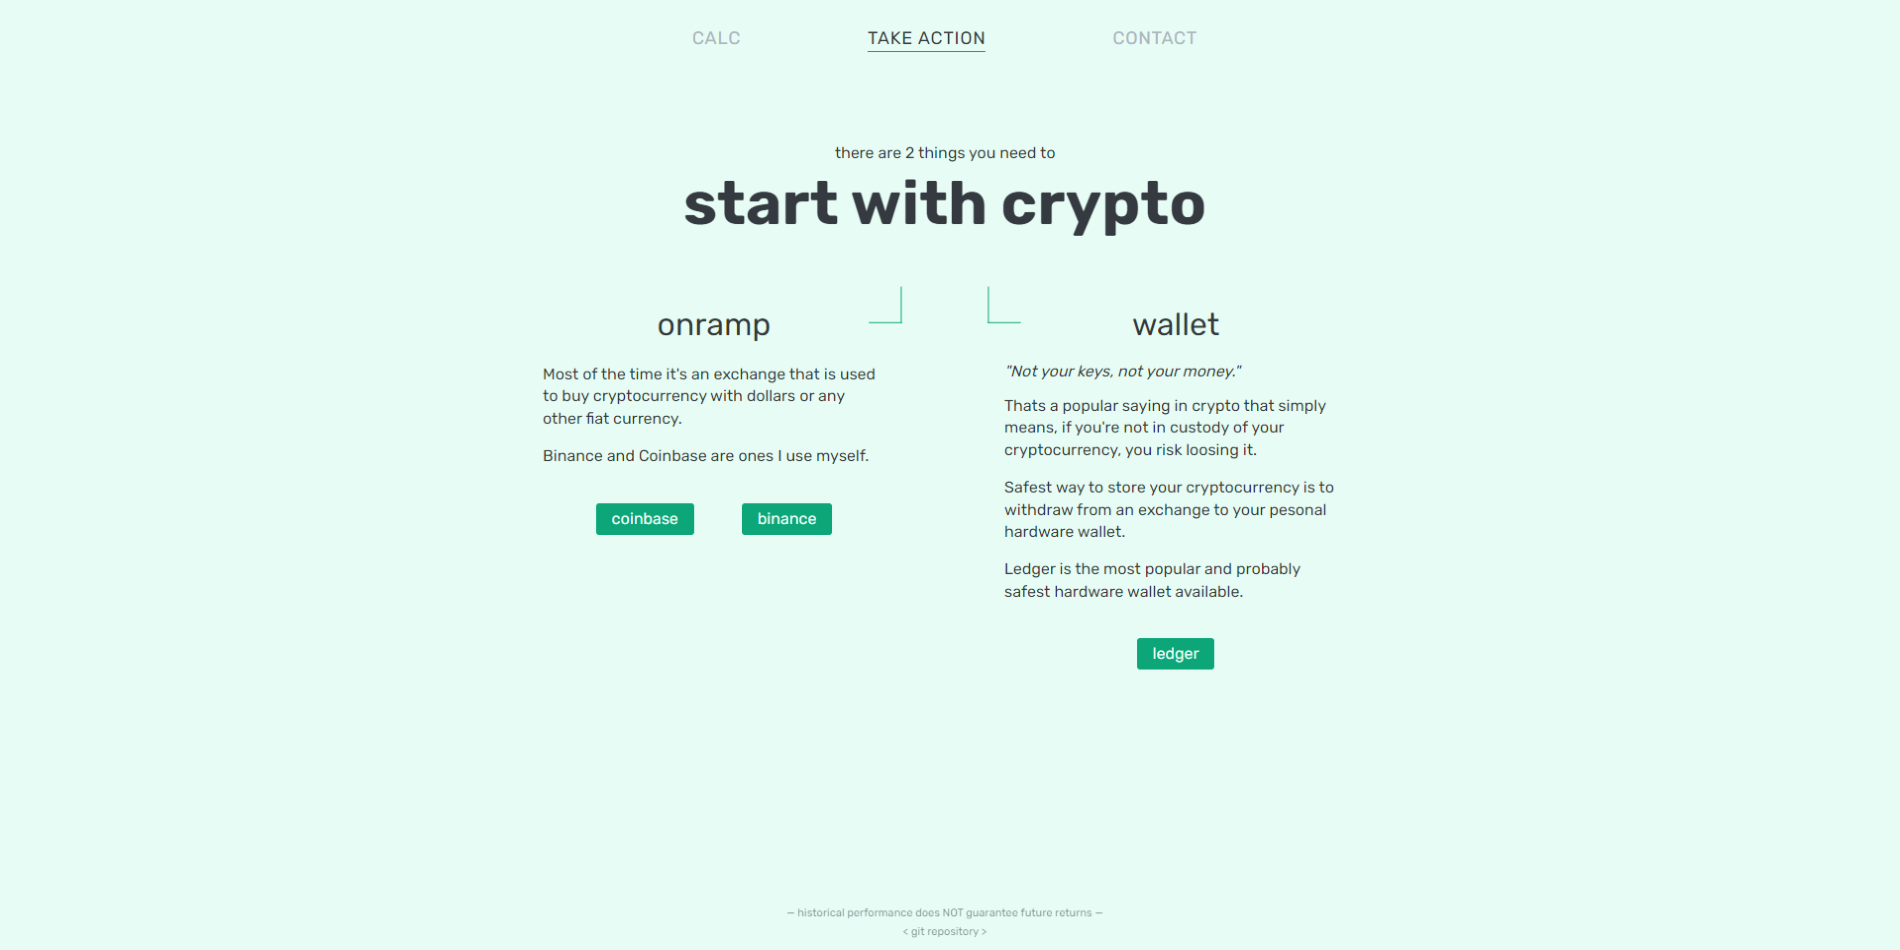 CALC
TAKE ACTION
CONTACT
there are 2 things you need to
start with crypto
onramp
Most of the time it's an exchange that is used
to buy cryptocurrency with dollars or any
other fiat currency.
Binance and Coinbase are ones I use myself.
coinbase
binance
wallet
"Not your keys, not your money."
Thats a popular saying in crypto that simply
means, if you're not in custody of your
cryptocurrency, you risk loosing it.
Safest way to store your cryptocurrency is to
withdraw from an exchange to your pesonal
hardware wallet.
Ledger is the most popular and probably
safest hardware wallet available.
ledger
— historical performance does NOT guarantee future returns —
< git repository >